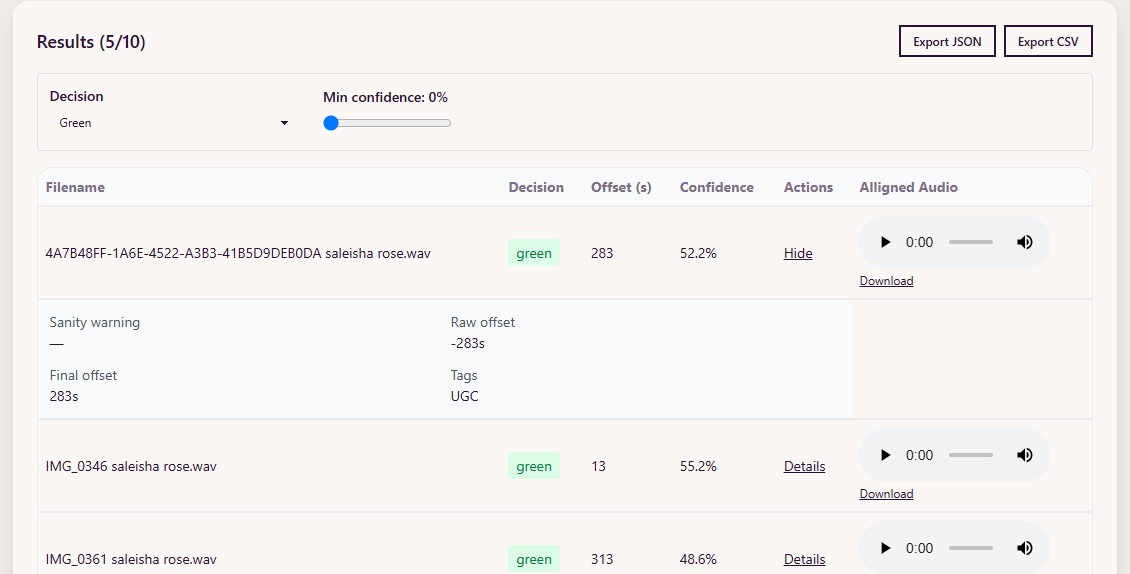 Results (5/10)
Export JSON
Export CSV
Decision
Min confidence: 0%
Green
Filename Decision Offset (s) Confidence Actions Alligned Audio
4A7B48FF-1A6E-4522-A3B3-41B5D9DEB0DA saleisha rose.wav green 283 52.2% Hide 0:00
Download
Sanity warning Raw offset
— -283s
Final offset Tags
283s UGC
IMG_0346 saleisha rose.wav green 13 55.2% Details 0:00
Download
IMG_0361 saleisha rose.wav green 313 48.6% Details 0:00